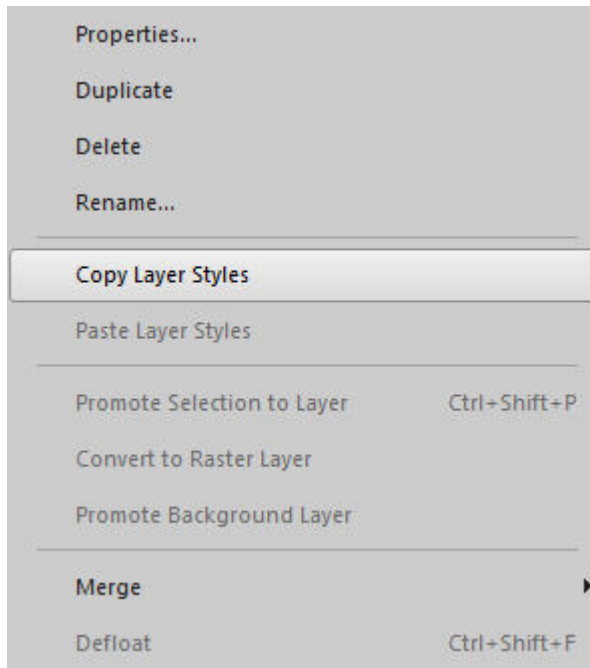 Properties...
Duplicate
Delete
Rename...
Copy Layer Styles
Paste Layer Styles
Promote Selection to Layer Ctrl+Shift+P
Convert to Raster Layer
Promote Background Layer
Merge
Defloat Ctrl+Shift+F